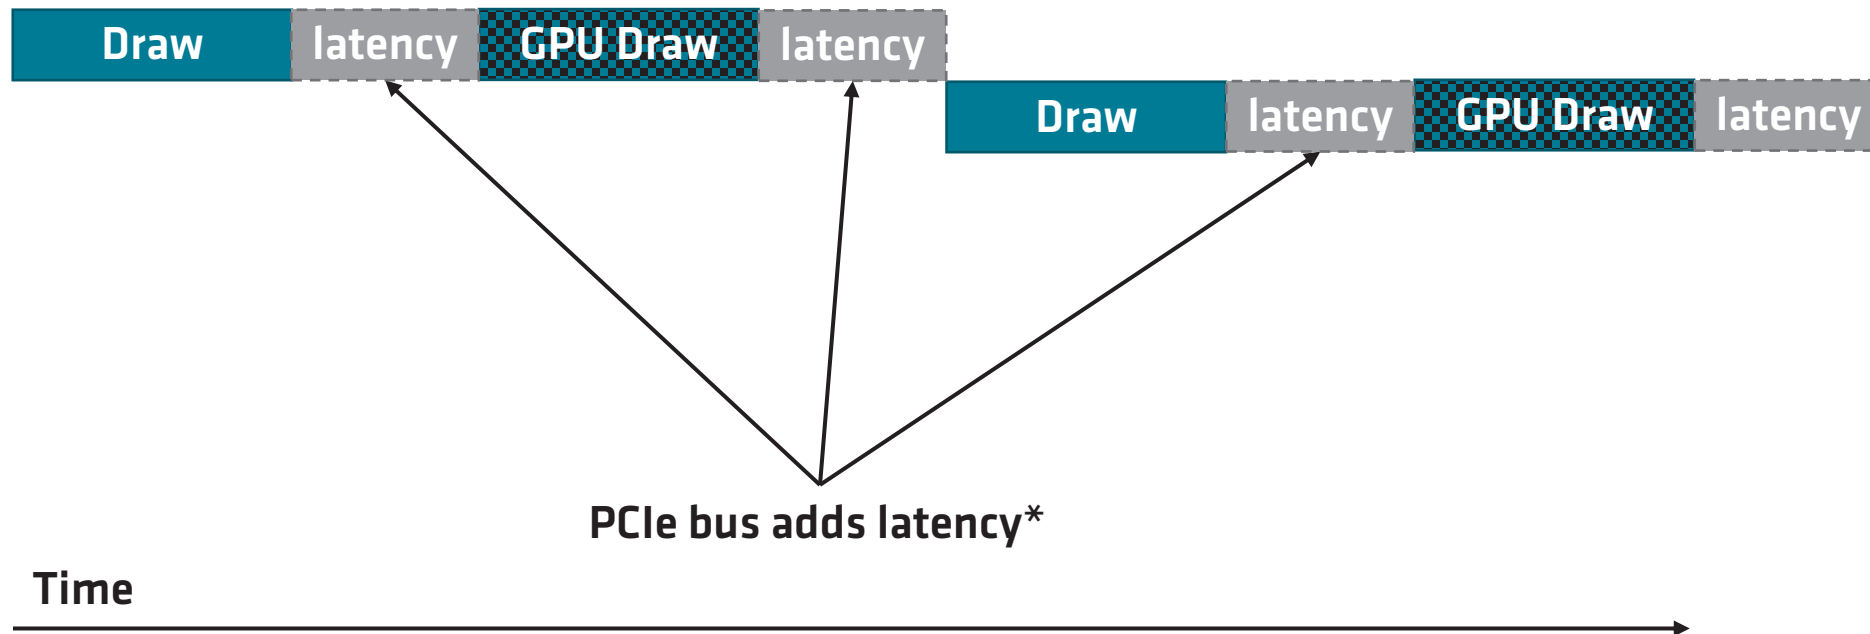 Draw latency GPU Draw latency
Draw latency GPU Draw latency
PCIe bus adds latency*
Time